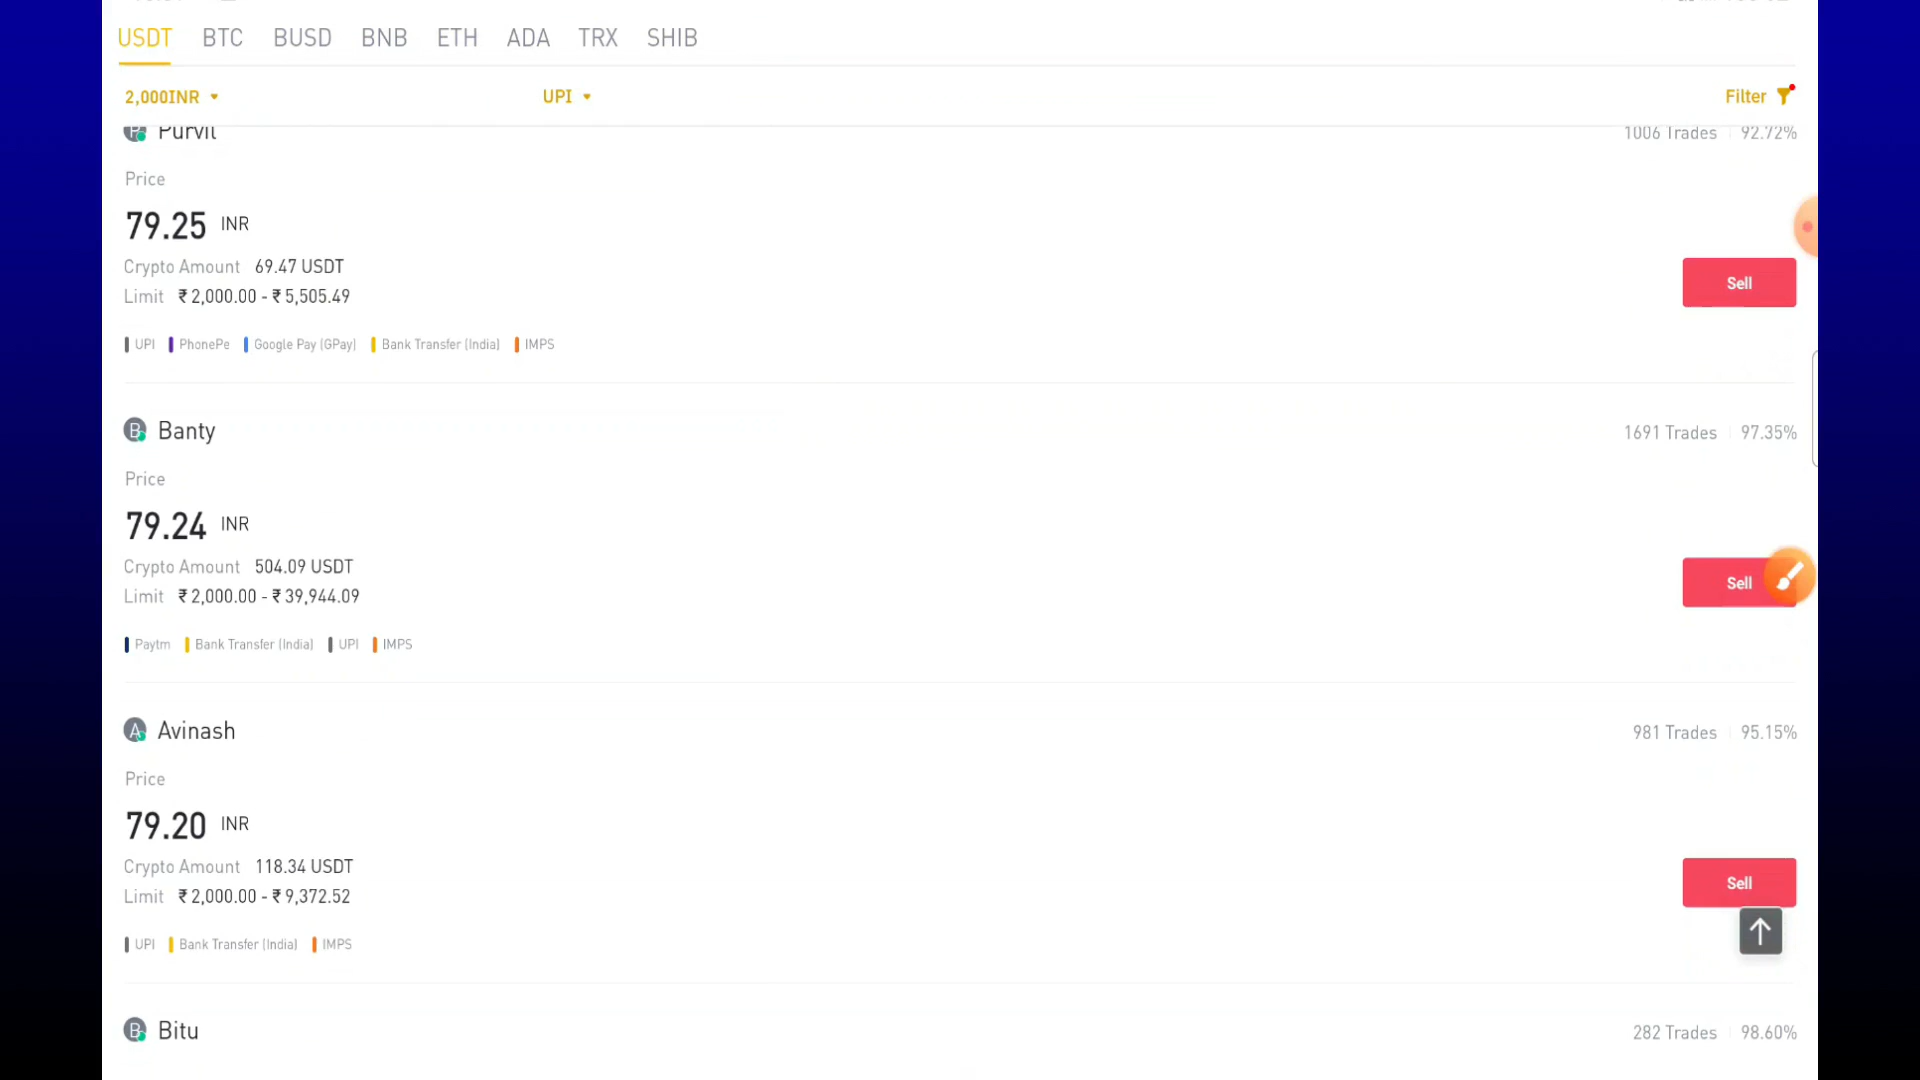 USDT BTC BUSD BNB ETH ADA TRX SHIB
2,000INR UPI Filter
P Purvit 1006 Trades 92.72%
Price
79.25 INR
Crypto Amount 69.47 USDT
Limit ₹ 2,000.00 - ₹ 5,505.49
Sell
UPI PhonePe Google Pay (GPay) Bank Transfer (India) IMPS
B Banty 1691 Trades 97.35%
Price
79.24 INR
Crypto Amount 504.09 USDT
Limit ₹ 2,000.00 - ₹ 39,944.09
Sell
Paytm Bank Transfer (India) UPI IMPS
A Avinash 981 Trades 95.15%
Price
79.20 INR
Crypto Amount 118.34 USDT
Limit ₹ 2,000.00 - ₹ 9,372.52
Sell
UPI Bank Transfer (India) IMPS
B Bitu 282 Trades 98.60%